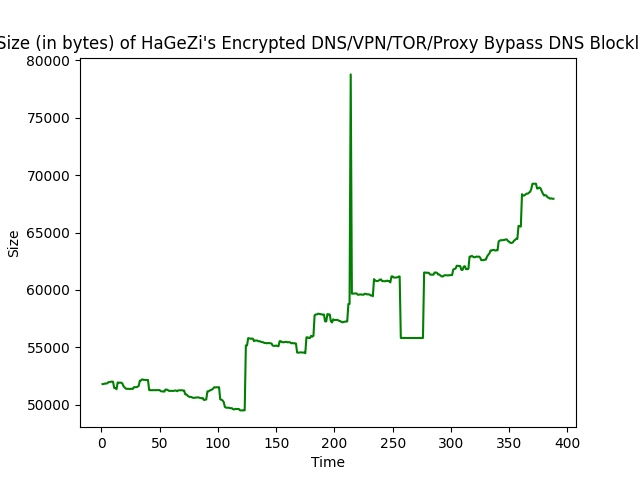 Size (in bytes) of HaGeZi's Encrypted DNS/VPN/TOR/Proxy Bypass DNS Blockl
80000
75000
70000
65000
60000
55000
50000
Size
0 50 100 150 200 250 300 350 400
Time